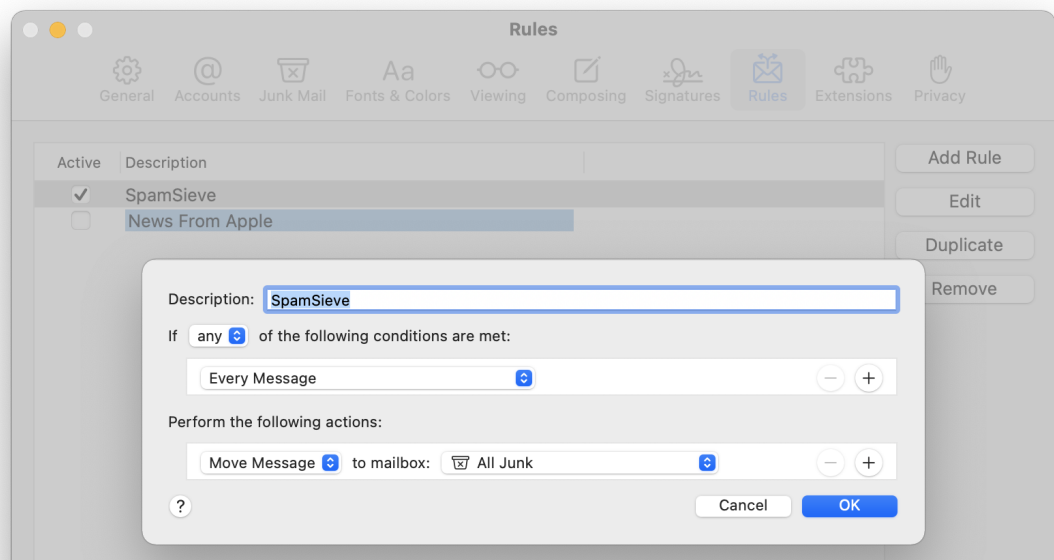 Rules
General Accounts Junk Mail Fonts & Colors Viewing Composing Signatures Rules Extensions Privacy
Active Description
Add Rule
SpamSieve
Edit
News From Apple
Duplicate
Remove
Description: SpamSieve
If any of the following conditions are met:
Every Message
Perform the following actions:
Move Message to mailbox: All Junk
? Cancel OK